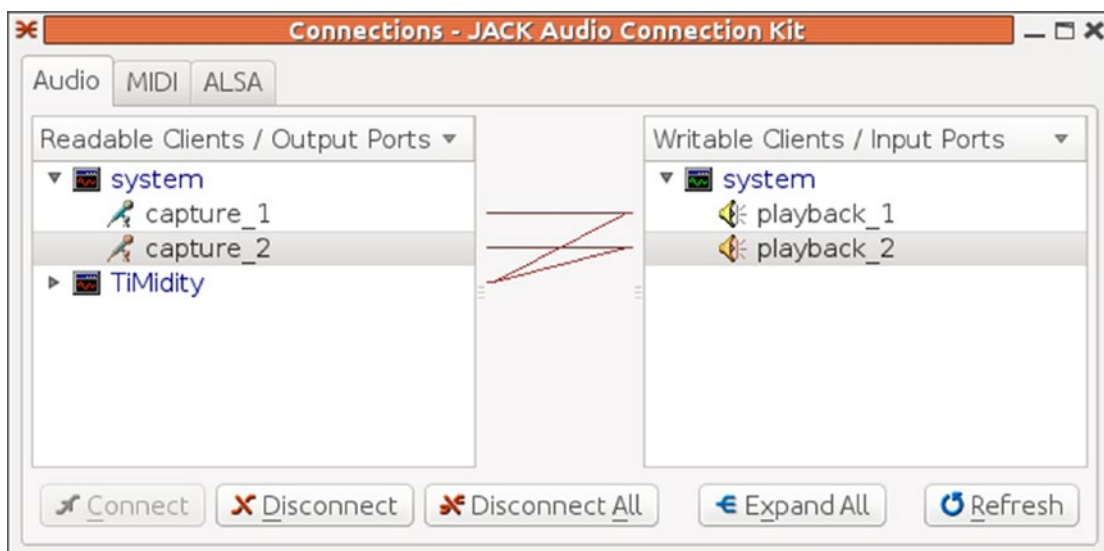 Connections - JACK Audio Connection Kit
Audio MIDI ALSA
Readable Clients / Output Ports Writable Clients / Input Ports
system system
capture_1 playback_1
capture_2 playback_2
TiMidity
Connect Disconnect Disconnect All Expand All Refresh